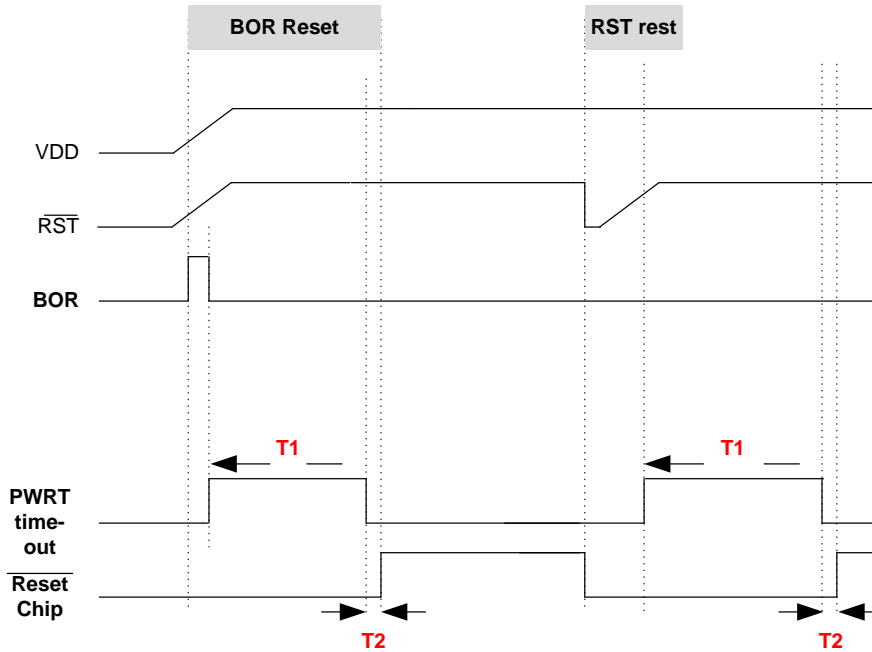 BOR Reset
RST rest
VDD
RST
BOR
T1
T1
PWRT
time-
out
Reset
Chip
T2
T2